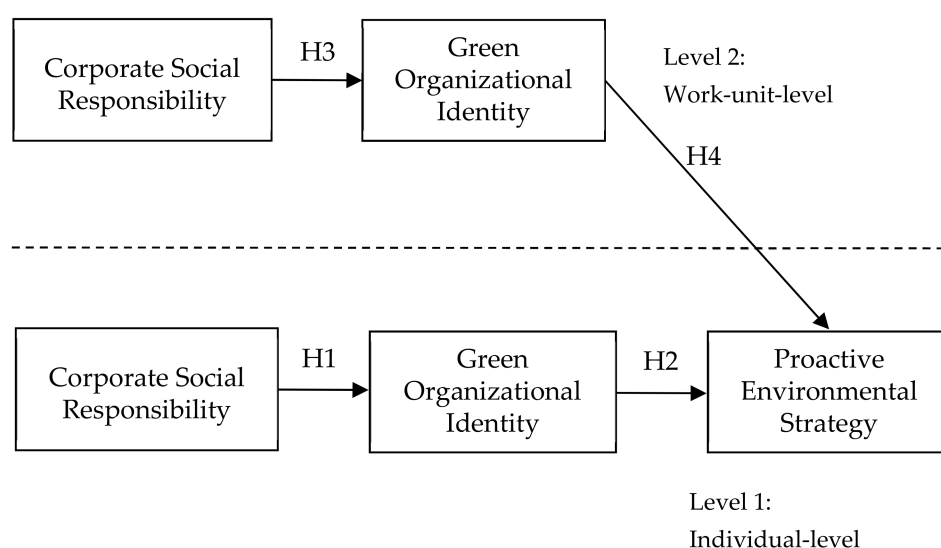 Corporate Social
Responsibility
H3
Green
Organizational
Identity
Level 2:
Work-unit-level
H4
Corporate Social
Responsibility
H1
Green
Organizational
Identity
H2
Proactive
Environmental
Strategy
Level 1:
Individual-level